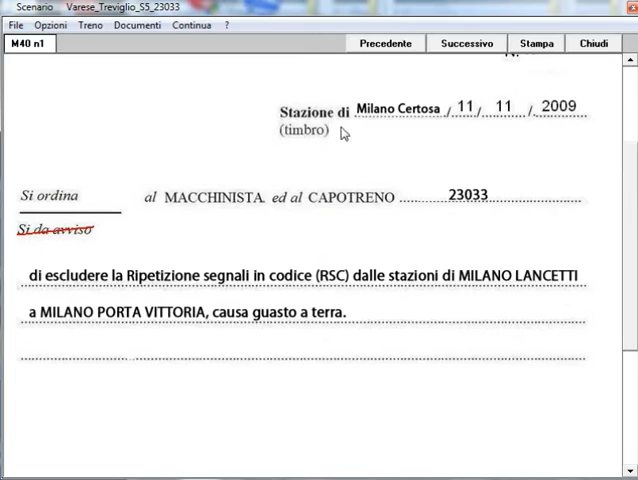 Scenario Varese_Treviglio_S5_23033
File Opzioni Treno Documenti Continua ?
M40 n1 Precedente Successivo Stampa Chiudi
Stazione di Milano Certosa / 11 / 11 / 2009
(timbro)
Si ordina al MACCHINISTA. ed al CAPOTRENO 23033
Si da avviso
di escludere la Ripetizione segnali in codice (RSC) dalle stazioni di MILANO LANCETTI
a MILANO PORTA VITTORIA, causa guasto a terra.